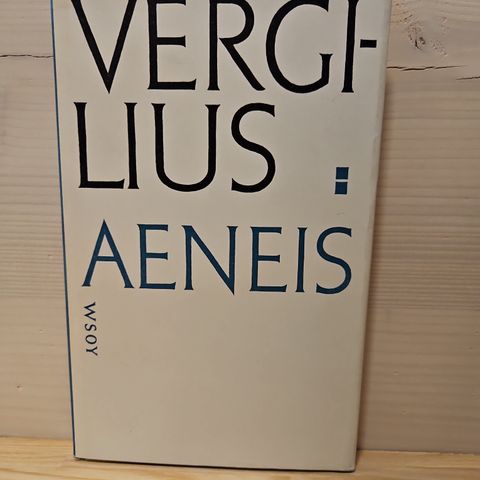 VERGI-
LIUS :
AENEIS
WSOY